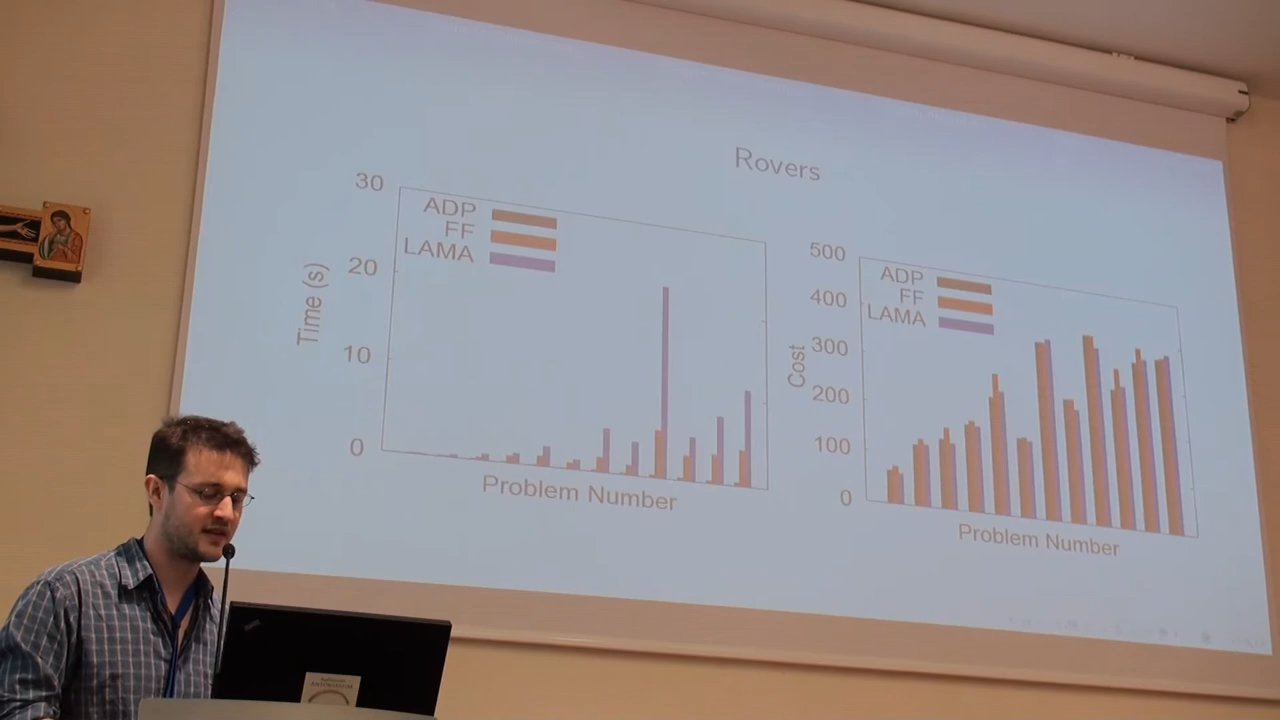 Rovers
30
20
10
0
Time (s)
ADP
FF
LAMA
Problem Number
500
400
300
200
100
0
Cost
ADP
FF
LAMA
Problem Number
ANTONIANUM